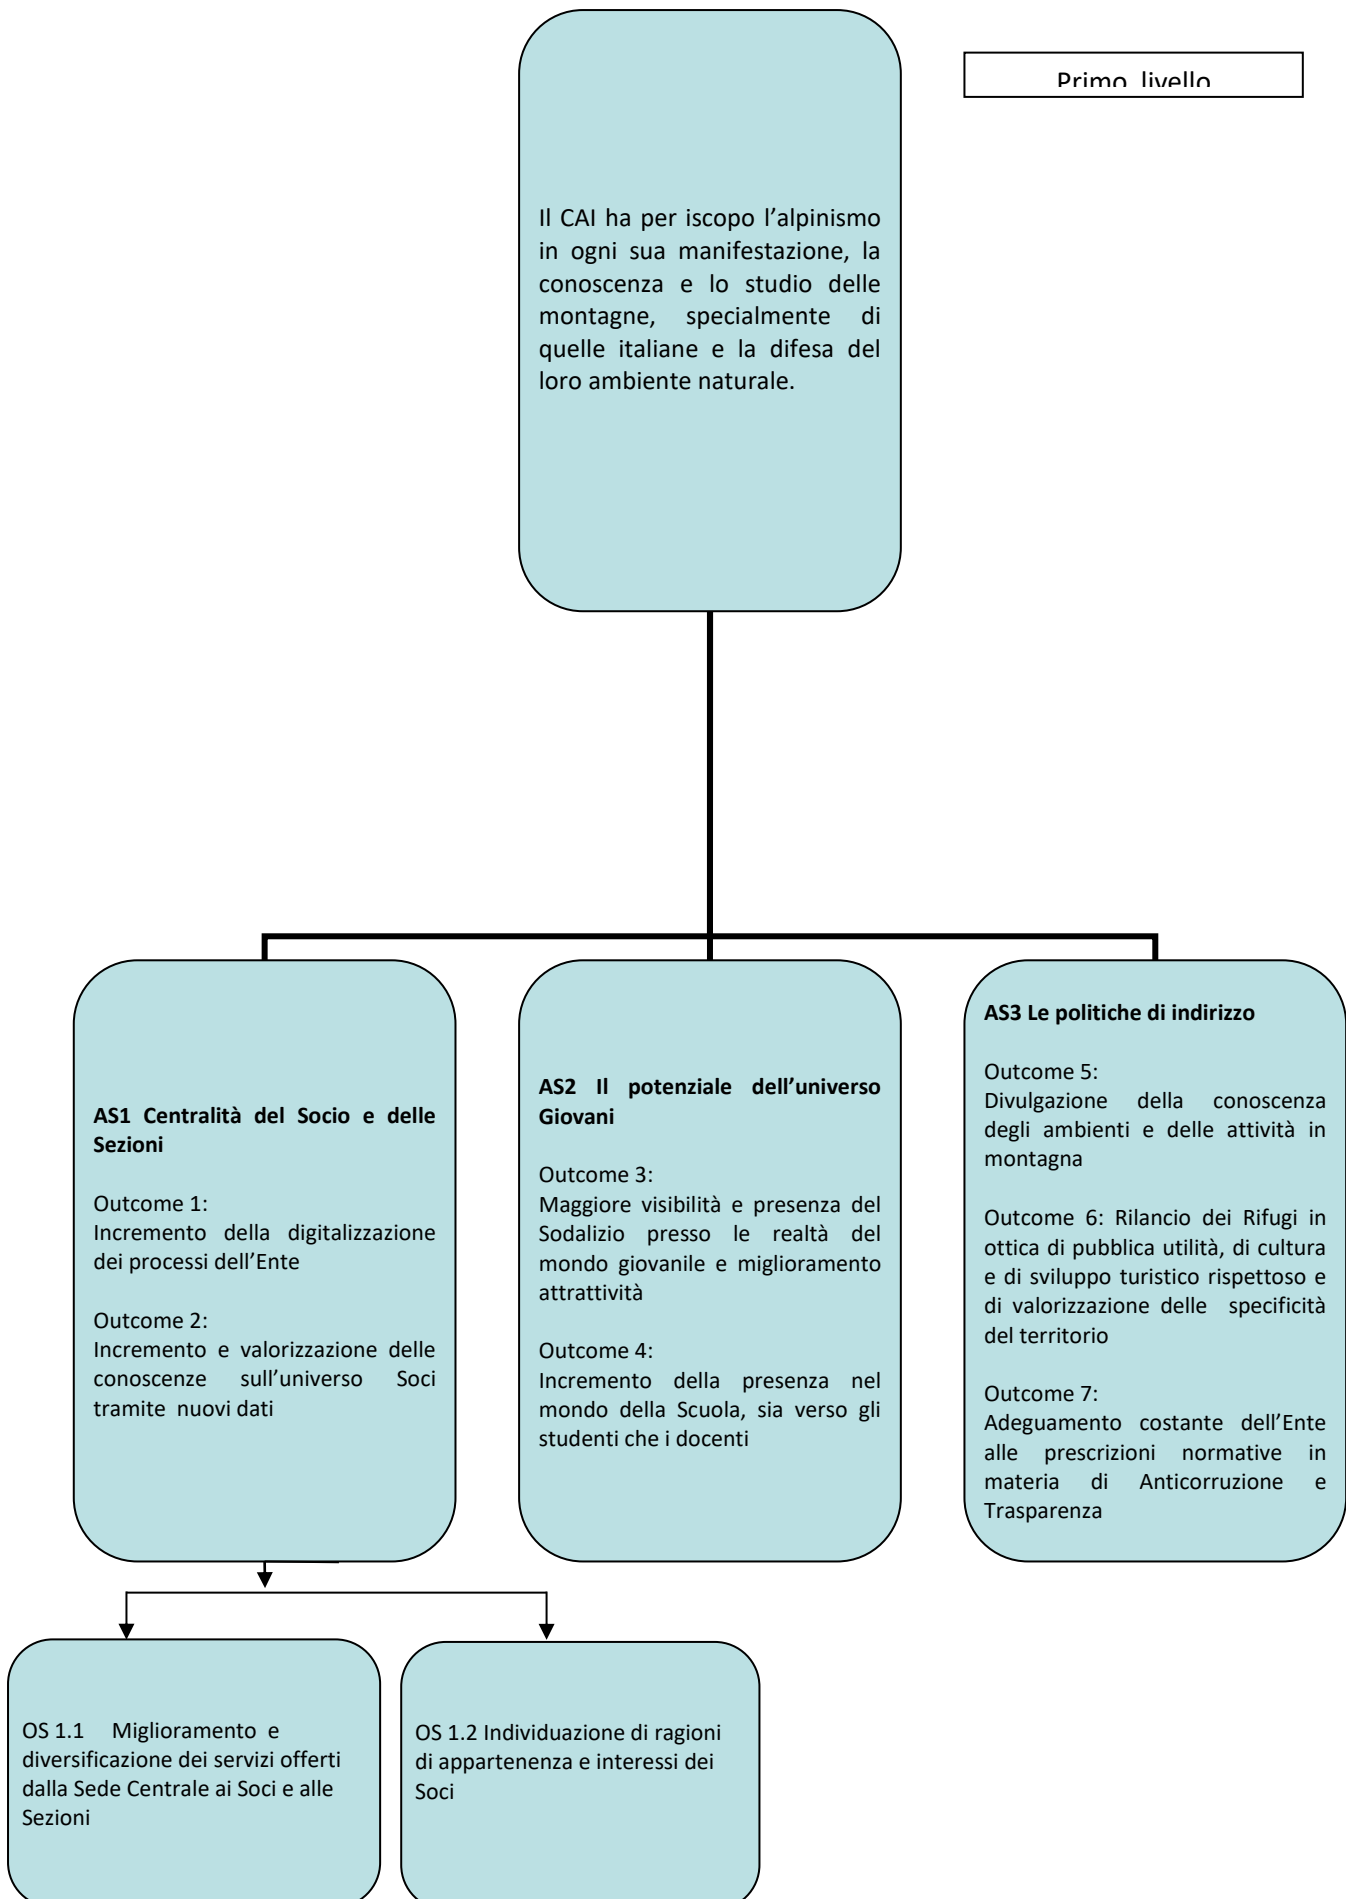 Primo livello
Il CAI ha per iscopo l’alpinismo
in ogni sua manifestazione, la
conoscenza e lo studio delle
montagne, specialmente di
quelle italiane e la difesa del
loro ambiente naturale.
AS1 Centralità del Socio e delle
Sezioni
Outcome 1:
Incremento della digitalizzazione
dei processi dell’Ente
Outcome 2:
Incremento e valorizzazione delle
conoscenze sull’universo Soci
tramite nuovi dati
AS2 Il potenziale dell’universo
Giovani
Outcome 3:
Maggiore visibilità e presenza del
Sodalizio presso le realtà del
mondo giovanile e miglioramento
attrattività
Outcome 4:
Incremento della presenza nel
mondo della Scuola, sia verso gli
studenti che i docenti
AS3 Le politiche di indirizzo
Outcome 5:
Divulgazione della conoscenza
degli ambienti e delle attività in
montagna
Outcome 6: Rilancio dei Rifugi in
ottica di pubblica utilità, di cultura
e di sviluppo turistico rispettoso e
di valorizzazione delle specificità
del territorio
Outcome 7:
Adeguamento costante dell’Ente
alle prescrizioni normative in
materia di Anticorruzione e
Trasparenza
OS 1.1 Miglioramento e
diversificazione dei servizi offerti
dalla Sede Centrale ai Soci e alle
Sezioni
OS 1.2 Individuazione di ragioni
di appartenenza e interessi dei
Soci